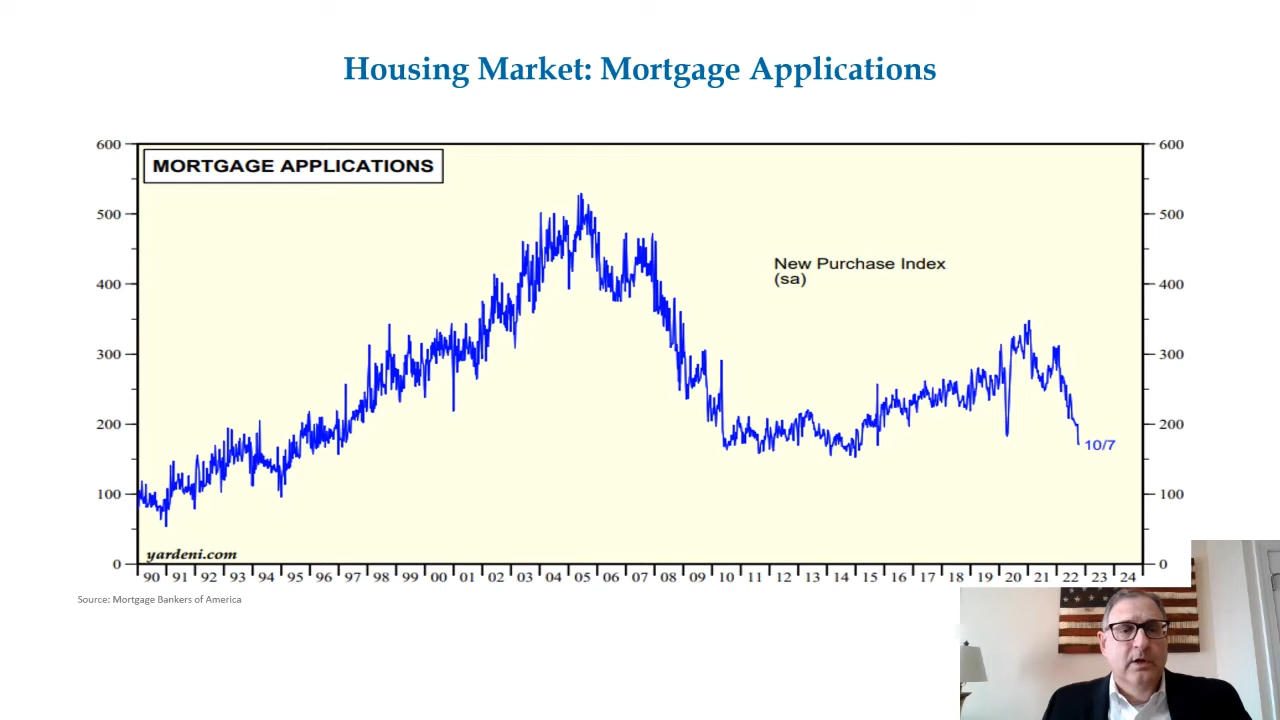 Housing Market: Mortgage Applications
600 600
MORTGAGE APPLICATIONS
500 500
New Purchase Index
(sa)
400 400
300 300
200 200
10/7
100 100
yardeni.com
0 0
90 91 92 93 94 95 96 97 98 99 00 01 02 03 04 05 06 07 08 09 10 11 12 13 14 15 16 17 18 19 20 21 22 23 24
Source: Mortgage Bankers of America